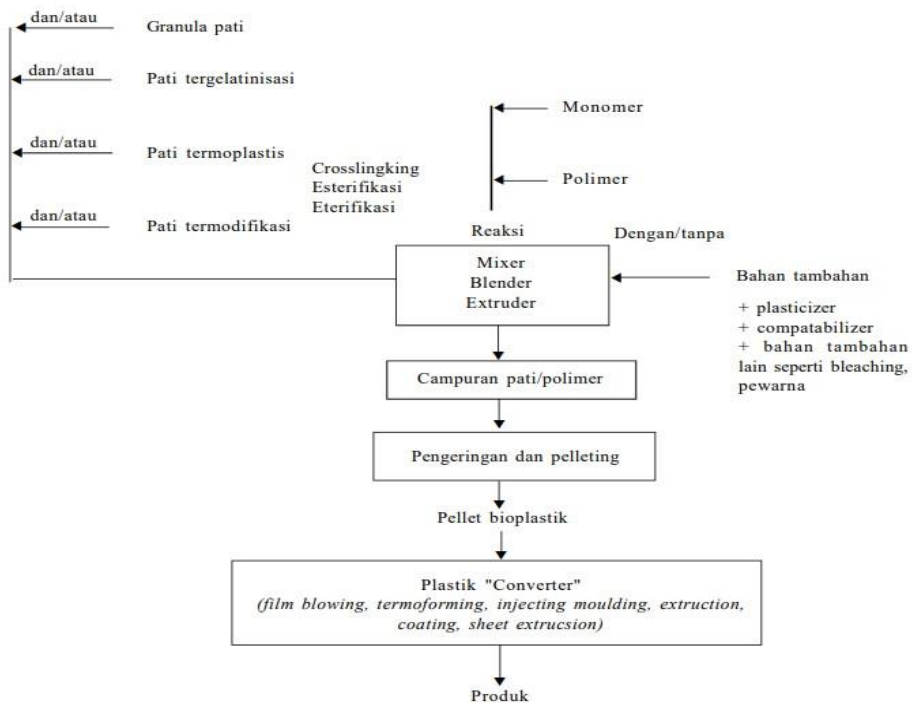 dan/atau
Granula pati
dan/atau
Pati tergelatinisasi
Monomer
dan/atau
Pati termoplastis
Crosslingking
Esterifikasi
Eterifikasi
Polimer
dan/atau
Pati termodifikasi
Reaksi
Dengan/tanpa
Mixer
Blender
Extruder
Bahan tambahan
+ plasticizer
+ compatabilizer
+ bahan tambahan
lain seperti bleaching,
pewarna
Campuran pati/polimer
Pengeringan dan pelleting
Pellet bioplastik
Plastik "Converter"
(film blowing, termoforming, injecting moulding, extruction,
coating, sheet extrucsion)
Produk